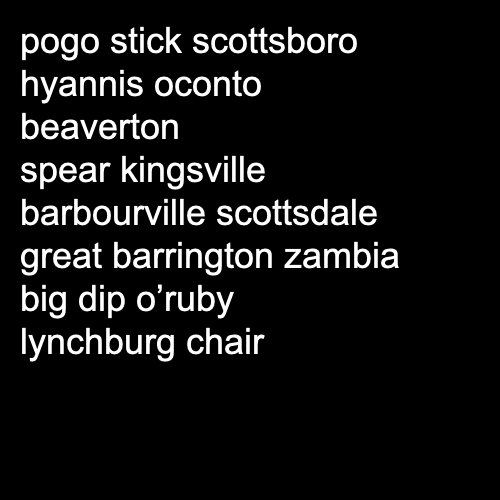 pogo stick scottsboro
hyannis oconto
beaverton
spear kingsville
barbourville scottsdale
great barrington zambia
big dip o’ruby
lynchburg chair